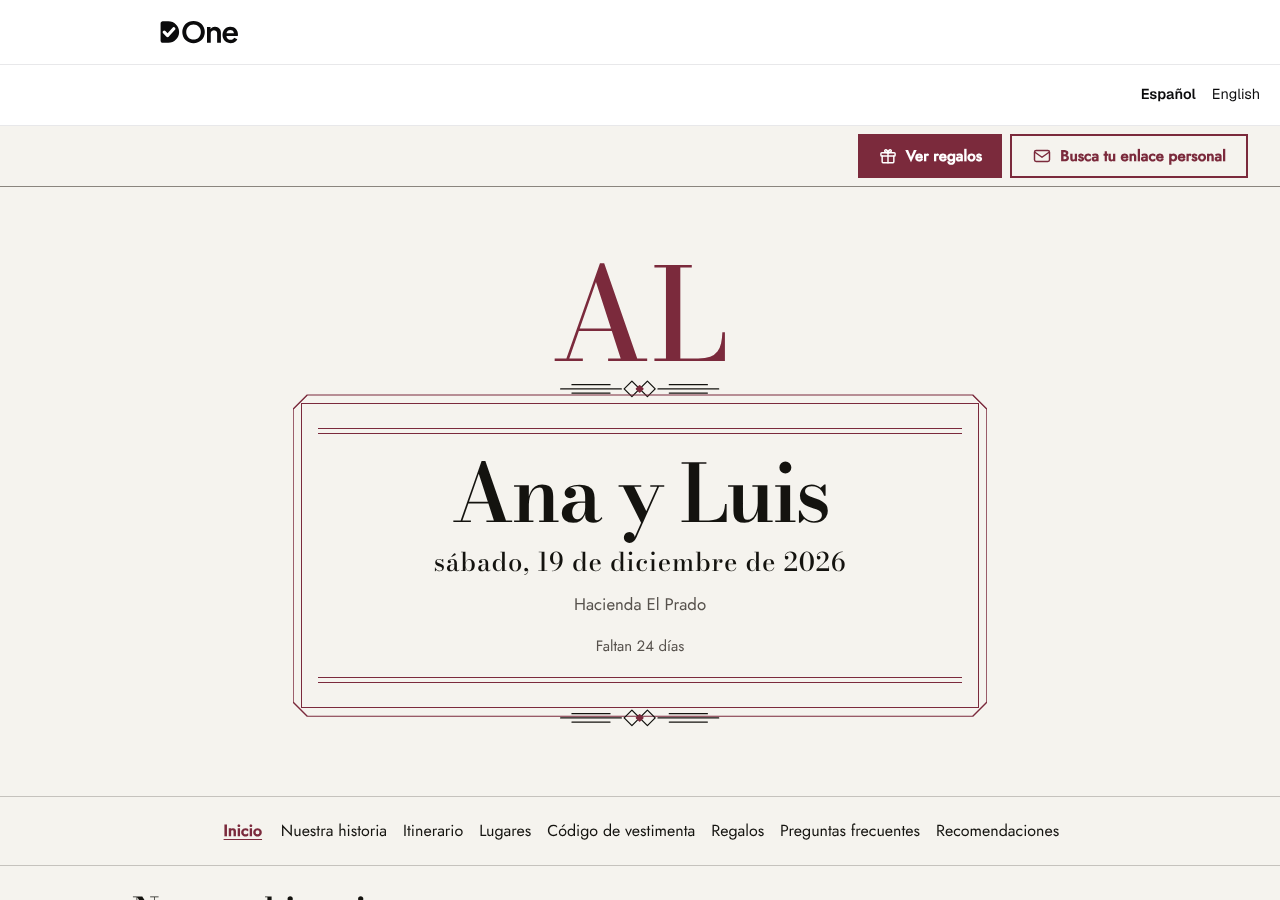 One
Español English
Ver regalos Busca tu enlace personal
AL
Ana y Luis
sábado, 19 de diciembre de 2026
Hacienda El Prado
Faltan 24 días
Inicio Nuestra historia Itinerario Lugares Código de vestimenta Regalos Preguntas frecuentes Recomendaciones